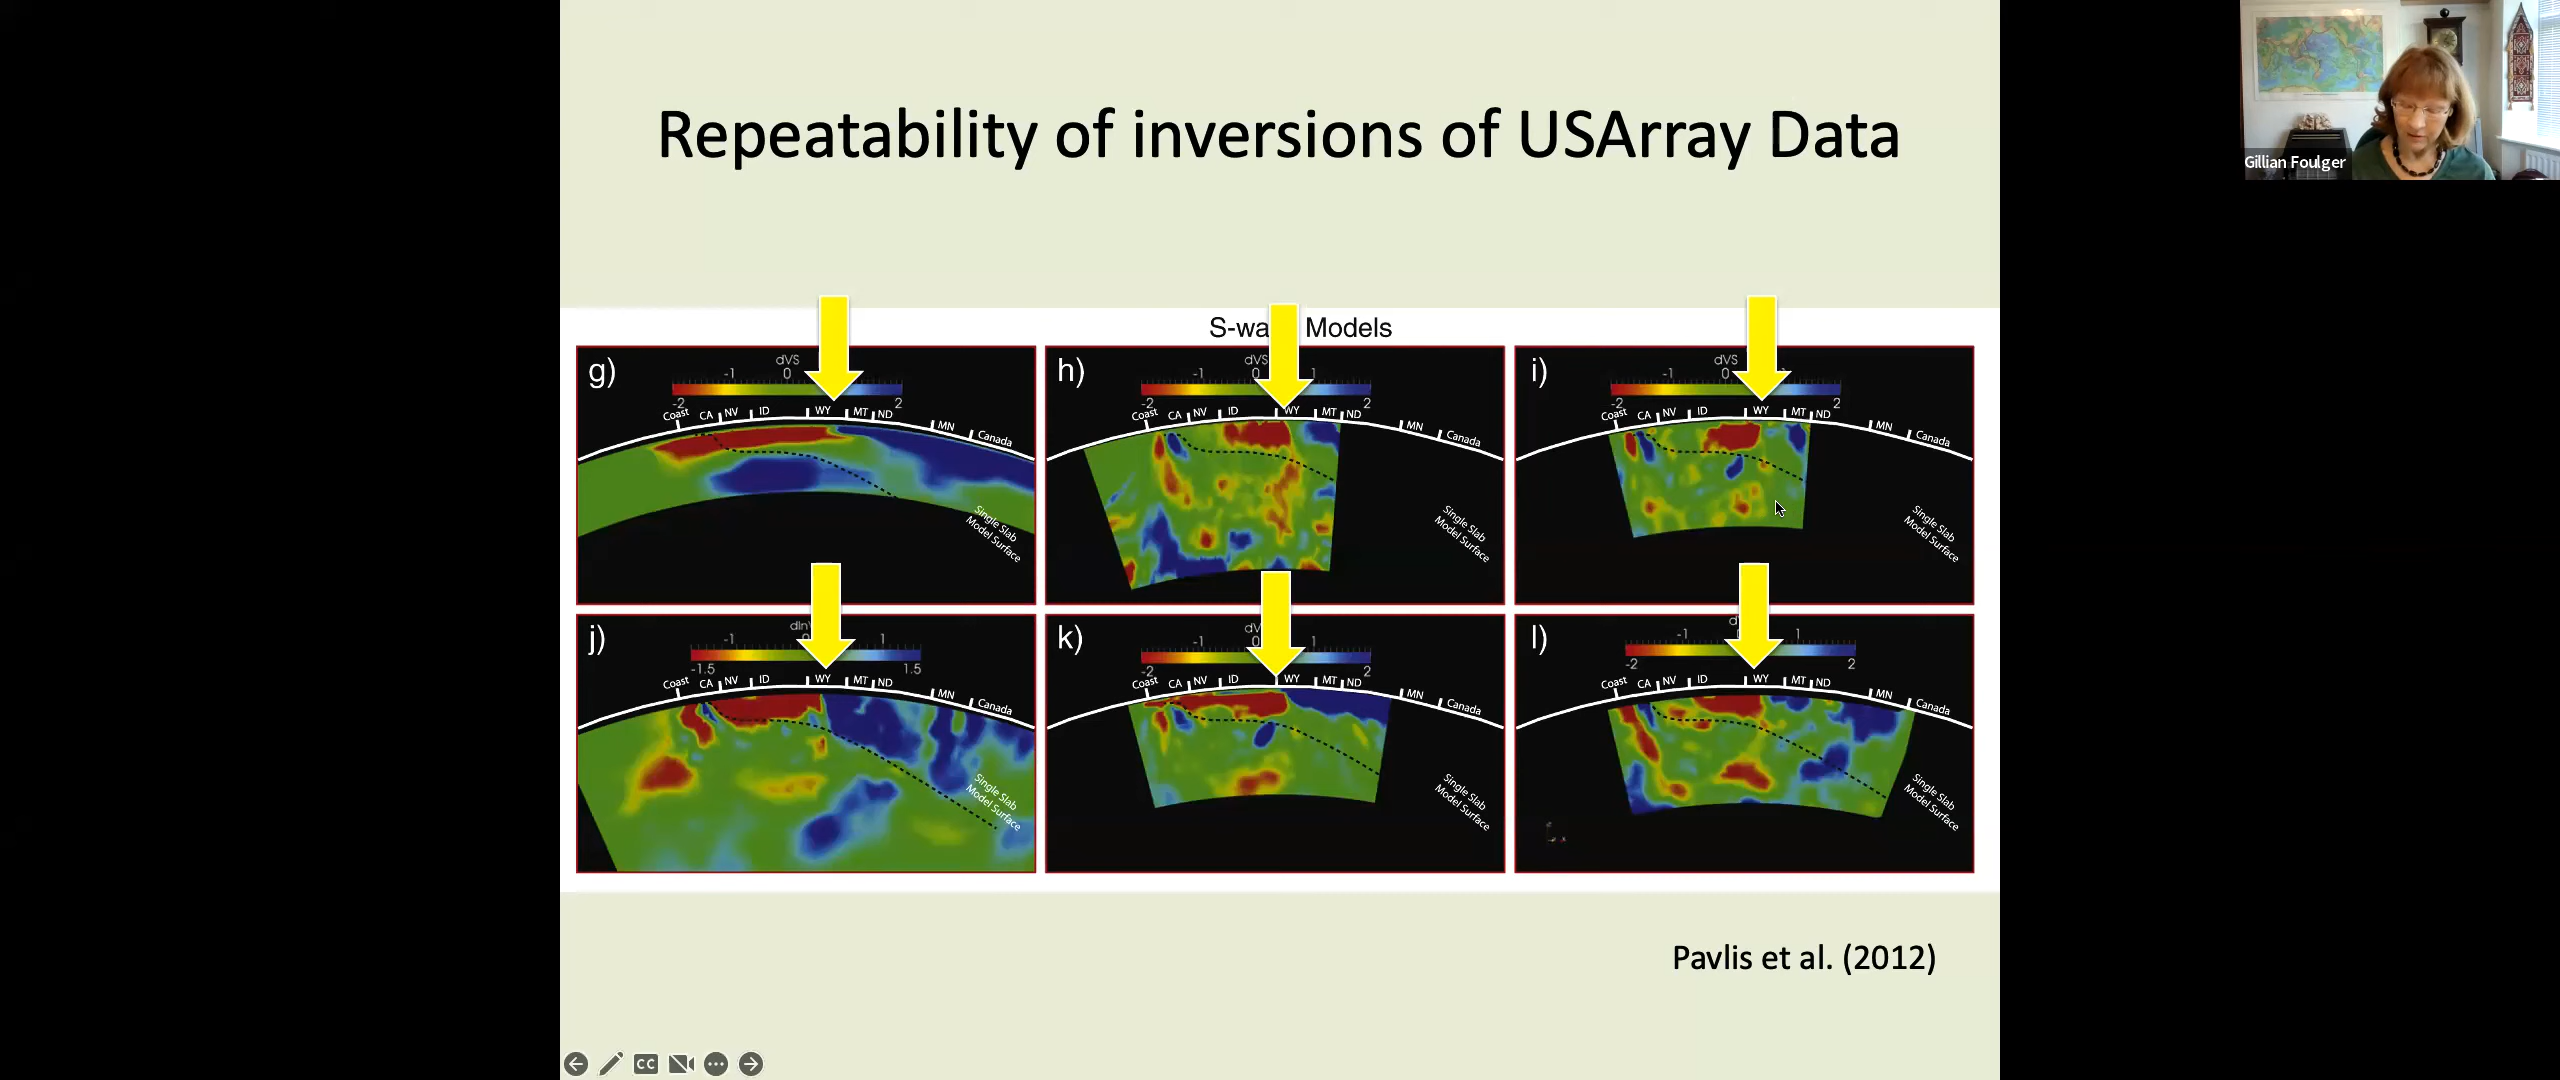 Repeatability of inversions of USArray Data
Gillian Foulger
S-wa Models
g)
dVS
-1 0
-2 2
Coast CA NV ID WY MT ND MN Canada
Single Slab
Model Surface
h)
dVS
-1 0 1
-2 2
Coast CA NV ID WY MT ND MN Canada
Single Slab
Model Surface
i)
dVS
-1 0
-2 2
Coast CA NV ID WY MT ND MN Canada
Single Slab
Model Surface
j)
dln
-1 1
-1.5 1.5
Coast CA NV ID WY MT ND MN Canada
Single Slab
Model Surface
k)
dV
-1 0 1
-2 2
Coast CA NV ID WY MT ND MN Canada
Single Slab
Model Surface
l)
d
-1 1
-2 2
Coast CA NV ID WY MT ND MN Canada
Single Slab
Model Surface
Pavlis et al. (2012)
CC